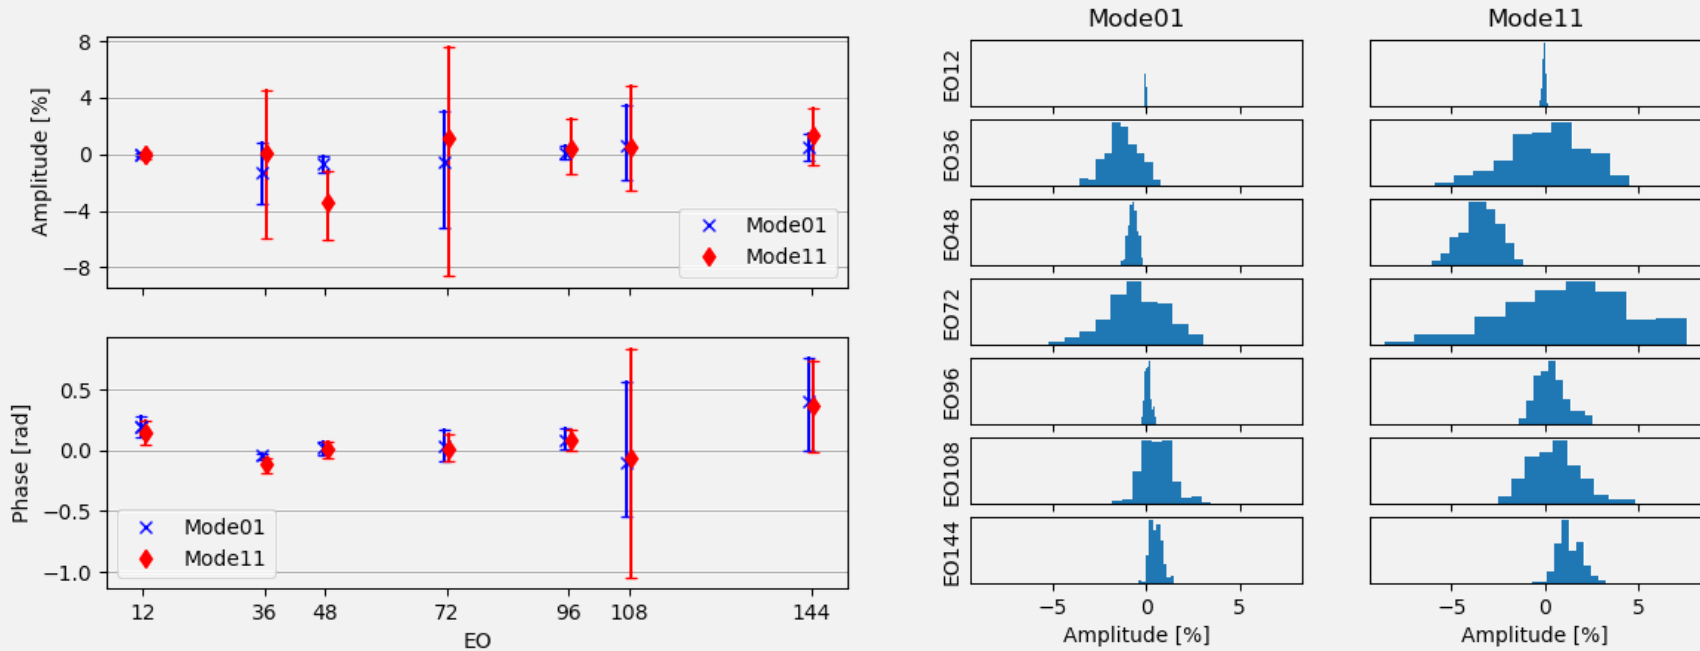 8
4
0
−4
−8
Amplitude [%]
Mode01
Mode11
0.5
0.0
−0.5
−1.0
Phase [rad]
Mode01
Mode11
12 36 48 72 96 108 144
EO
Mode01
EO12
EO36
EO48
EO72
EO96
EO108
EO144
−5 0 5
Amplitude [%]
Mode11
−5 0 5
Amplitude [%]